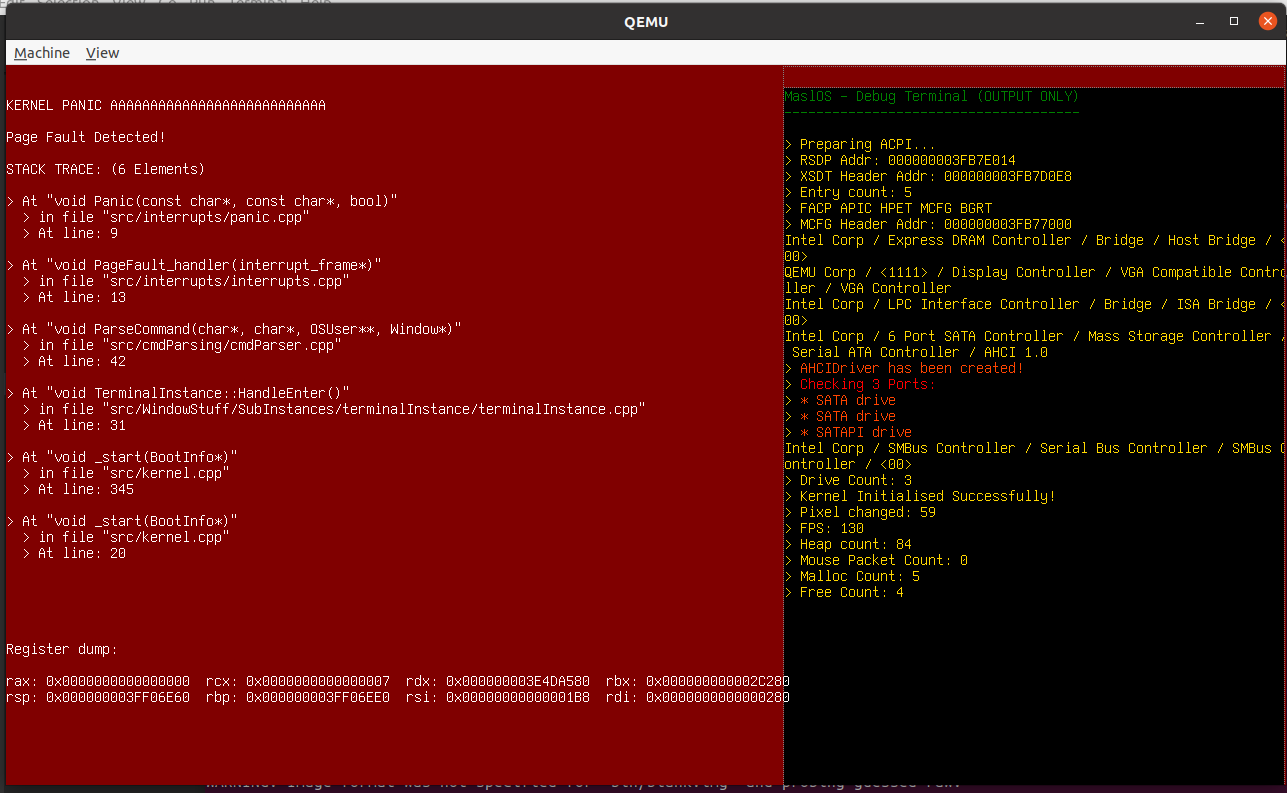 QEMU
Machine View
KERNEL PANIC AAAAAAAAAAAAAAAAAAAAAAAAAAA
Page Fault Detected!
STACK TRACE: (6 Elements)
> At "void Panic(const char*, const char*, bool)"
> in file "src/interrupts/panic.cpp"
> At line: 9
> At "void PageFault_handler(interrupt_frame*)"
> in file "src/interrupts/interrupts.cpp"
> At line: 13
> At "void ParseCommand(char*, char*, OSUser**, Window*)"
> in file "src/cmdParsing/cmdParser.cpp"
> At line: 42
> At "void TerminalInstance::HandleEnter()"
> in file "src/WindowStuff/SubInstances/terminalInstance/terminalInstance.cpp"
> At line: 31
> At "void _start(BootInfo*)"
> in file "src/kernel.cpp"
> At line: 345
> At "void _start(BootInfo*)"
> in file "src/kernel.cpp"
> At line: 20
Register dump:
rax: 0x0000000000000000 rcx: 0x0000000000000007 rdx: 0x000000003E4DA580 rbx: 0x000000000002C280
rsp: 0x000000003FF06E60 rbp: 0x000000003FF06EE0 rsi: 0x00000000000001B8 rdi: 0x0000000000000280
MaslOS - Debug Terminal (OUTPUT ONLY)
-------------------------------------
> Preparing ACPI...
> RSDP Addr: 000000003FB7E014
> XSDT Header Addr: 000000003FB7D0E8
> Entry count: 5
> FACP APIC HPET MCFG BGRT
> MCFG Header Addr: 000000003FB77000
Intel Corp / Express DRAM Controller / Bridge / Host Bridge / <
00>
QEMU Corp / <1111> / Display Controller / VGA Compatible Contro
ller / VGA Controller
Intel Corp / LPC Interface Controller / Bridge / ISA Bridge / <
00>
Intel Corp / 6 Port SATA Controller / Mass Storage Controller /
Serial ATA Controller / AHCI 1.0
> AHCIDriver has been created!
> Checking 3 Ports:
> * SATA drive
> * SATA drive
> * SATAPI drive
Intel Corp / SMBus Controller / Serial Bus Controller / SMBus C
ontroller / <00>
> Drive Count: 3
> Kernel Initialised Successfully!
> Pixel changed: 59
> FPS: 130
> Heap count: 84
> Mouse Packet Count: 0
> Malloc Count: 5
> Free Count: 4